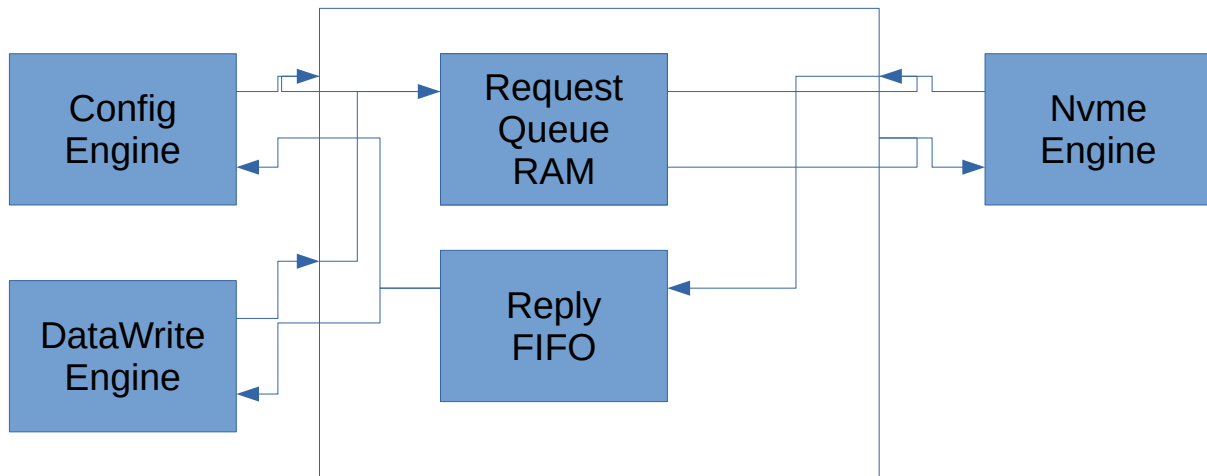 Config
Engine
Request
Queue
RAM
Nvme
Engine
DataWrite
Engine
Reply
FIFO